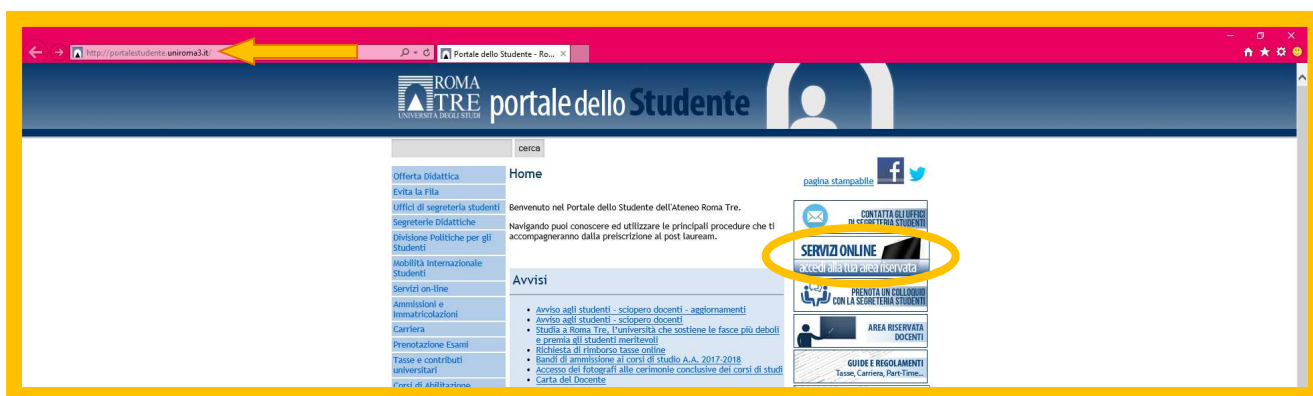 http://portalestudente.uniroma3.it/
Portale dello Studente - Ro...
ROMA
TRE
UNIVERSITÀ DEGLI STUDI
portale dello Studente
cerca
Offerta Didattica
Evita la Fila
Uffici di segreteria studenti
Segreterie Didattiche
Divisione Politiche per gli
Studenti
Mobilità Internazionale
Studenti
Servizi on-line
Ammissioni e
Immatricolazioni
Carriera
Prenotazione Esami
Tasse e contributi
universitari
Corsi di Abilitazione
Home
Benvenuto nel Portale dello Studente dell'Ateneo Roma Tre.
Navigando puoi conoscere ed utilizzare le principali procedure che ti
accompagneranno dalla preiscrizione al post lauream.
Avvisi
Avviso agli studenti - sciopero docenti - aggiornamenti
Avviso agli studenti - sciopero docenti
Studia a Roma Tre, l'università che sostiene le fasce più deboli
e premia gli studenti meritevoli
Richiesta di rimborso tasse online
Bandi di ammissione ai corsi di studio A.A. 2017-2018
Accesso dei fotografi alle cerimonie conclusive dei corsi di studi
Carta del Docente
pagina stampabile
CONTATTA GLI UFFICI
DI SEGRETERIA STUDENTI
SERVIZI ONLINE
accedi alla tua area riservata
PRENOTA UN COLLOQUIO
CON LA SEGRETERIA STUDENTI
AREA RISERVATA
DOCENTI
GUIDE E REGOLAMENTI
Tasse, Carriera, Part-Time...